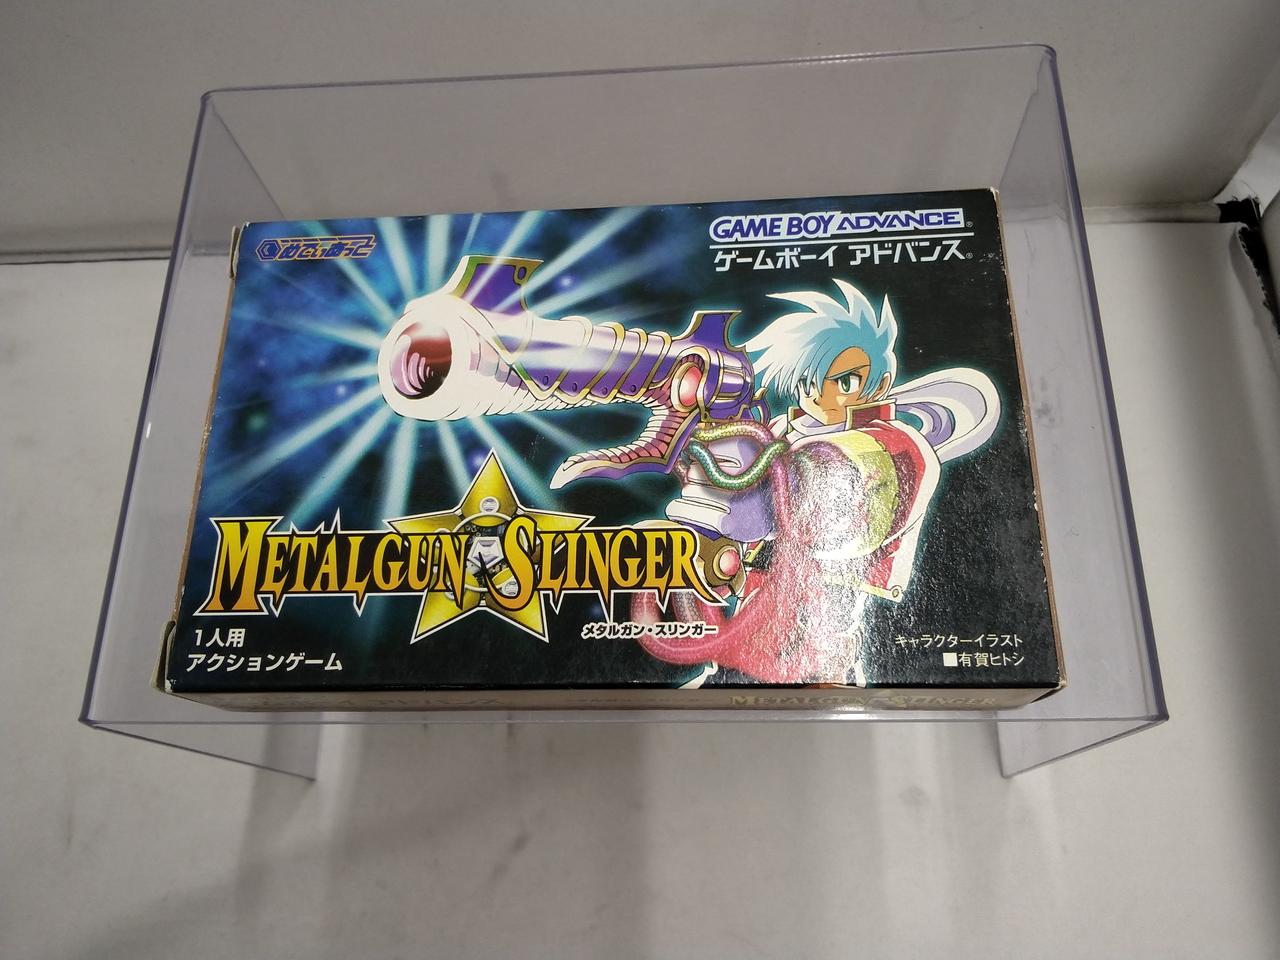 GAME BOY ADVANCE®
ゲームボーイ アドバンス®
METALGUN SLINGER
メタルガン・スリンガー
1人用
アクションゲーム
キャラクターイラスト
■有賀ヒトシ
METALGUN SLINGER